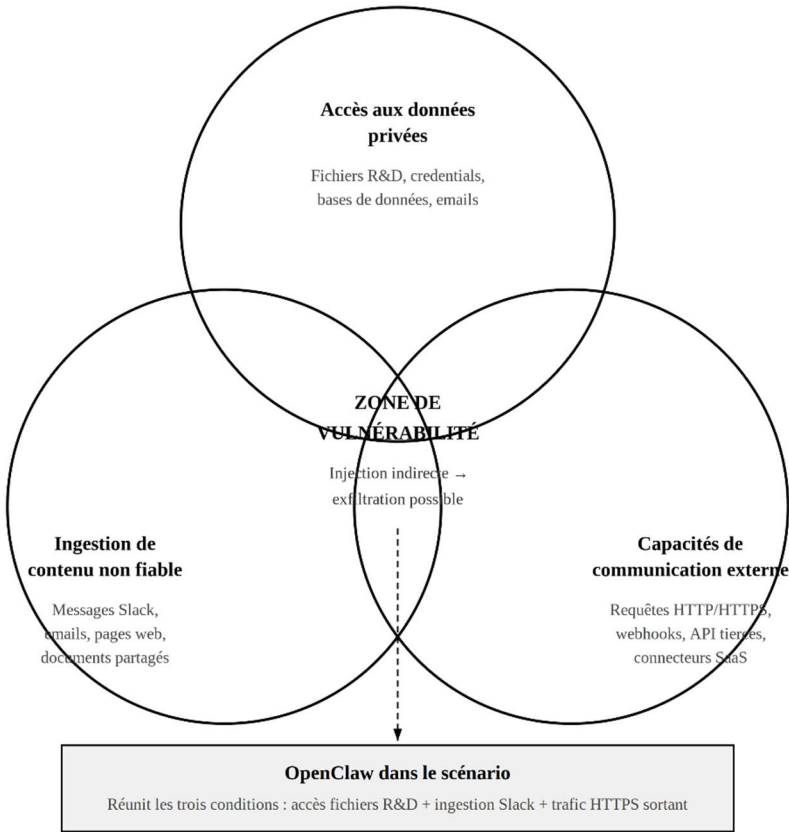 Accès aux données
privées
Fichiers R&D, credentials,
bases de données, emails
ZONE DE
VULNÉRABILITÉ
Injection indirecte →
exfiltration possible
Ingestion de
contenu non fiable
Messages Slack,
emails, pages web,
documents partagés
Capacités de
communication externe
Requêtes HTTP/HTTPS,
webhooks, API tierces,
connecteurs SaaS
OpenClaw dans le scénario
Réunit les trois conditions : accès fichiers R&D + ingestion Slack + trafic HTTPS sortant